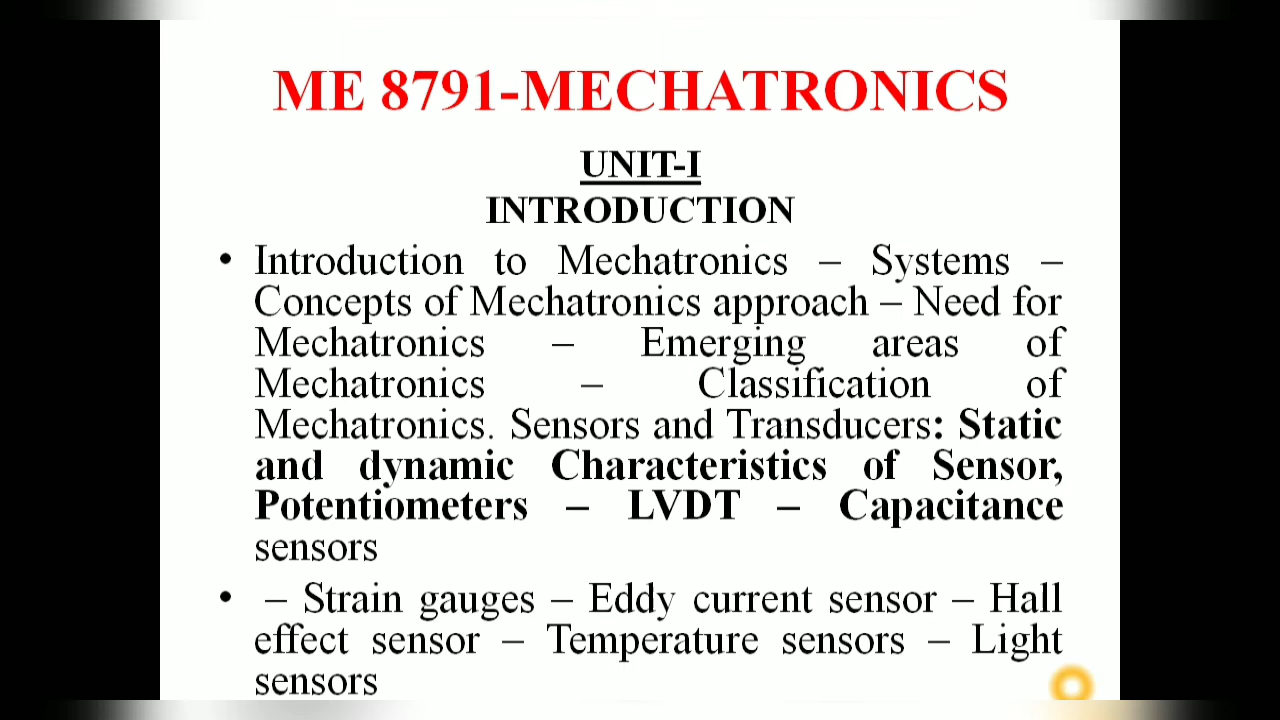 ME 8791-MECHATRONICS
UNIT-I
INTRODUCTION
• Introduction to Mechatronics – Systems –
Concepts of Mechatronics approach – Need for
Mechatronics – Emerging areas of
Mechatronics – Classification of
Mechatronics. Sensors and Transducers: Static
and dynamic Characteristics of Sensor,
Potentiometers – LVDT – Capacitance
sensors
• – Strain gauges – Eddy current sensor – Hall
effect sensor – Temperature sensors – Light
sensors